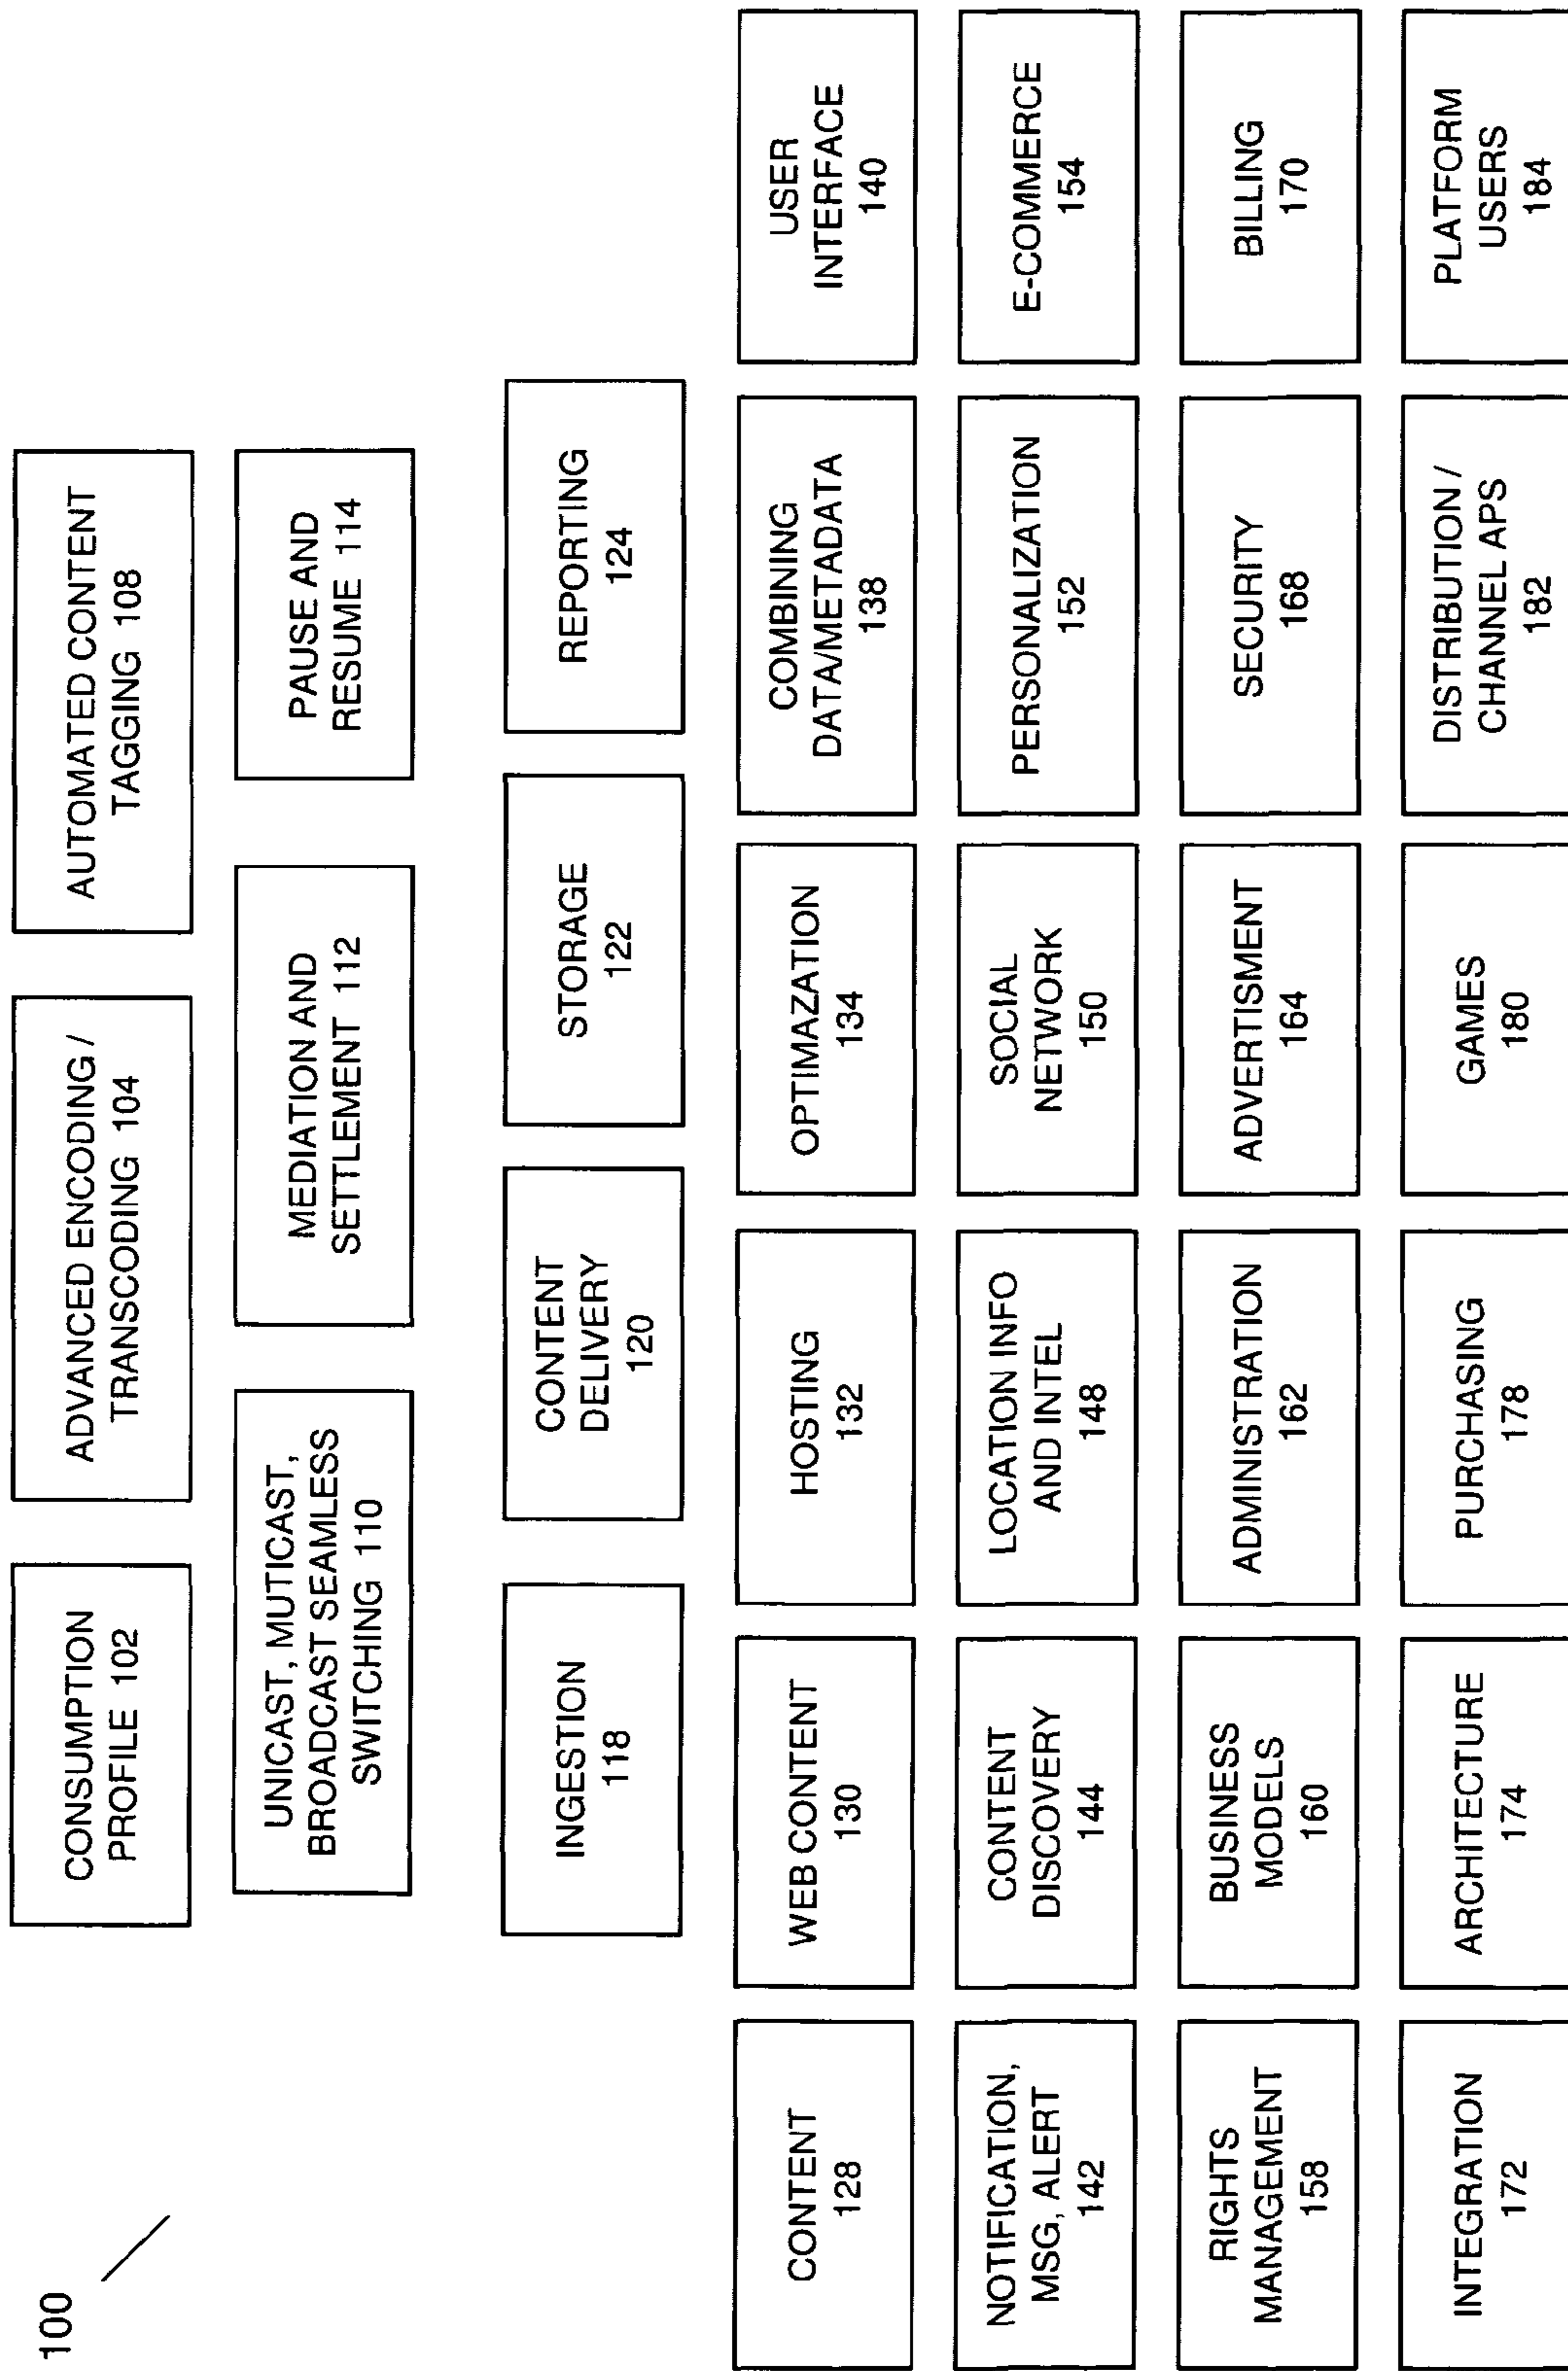 100
CONSUMPTION
PROFILE 102
ADVANCED ENCODING /
TRANSCODING 104
AUTOMATED CONTENT
TAGGING 108
UNICAST, MUTICAST,
BROADCAST SEAMLESS
SWITCHING 110
MEDIATION AND
SETTLEMENT 112
PAUSE AND
RESUME 114
INGESTION
118
CONTENT
DELIVERY
120
STORAGE
122
REPORTING
124
CONTENT
128
WEB CONTENT
130
HOSTING
132
OPTIMAZATION
134
COMBINING
DATA/METADATA
138
USER
INTERFACE
140
NOTIFICATION,
MSG, ALERT
142
CONTENT
DISCOVERY
144
LOCATION INFO
AND INTEL
148
SOCIAL
NETWORK
150
PERSONALIZATION
152
E-COMMERCE
154
RIGHTS
MANAGEMENT
158
BUSINESS
MODELS
160
ADMINISTRATION
162
ADVERTISMENT
164
SECURITY
168
BILLING
170
INTEGRATION
172
ARCHITECTURE
174
PURCHASING
178
GAMES
180
DISTRIBUTION /
CHANNEL APS
182
PLATFORM
USERS
184